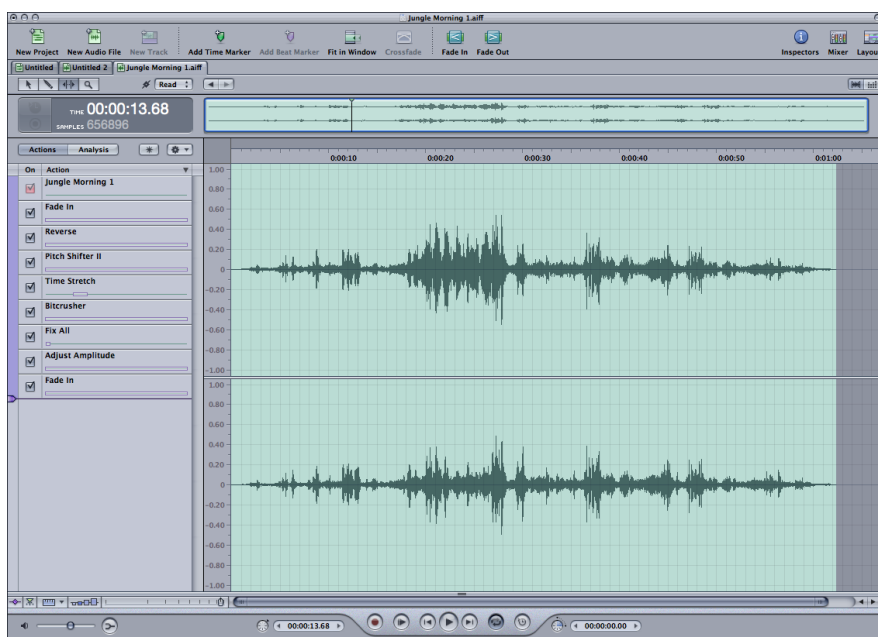 Jungle Morning 1.aiff
New Project New Audio File New Track Add Time Marker Add Beat Marker Fit in Window Crossfade Fade In Fade Out Inspectors Mixer Layou
Untitled Untitled 2 Jungle Morning 1.aiff
Read
TIME 00:00:13.68
SAMPLES 656896
Actions Analysis
0:00:10 0:00:20 0:00:30 0:00:40 0:00:50 0:01:00
On Action
Jungle Morning 1
Fade In
Reverse
Pitch Shifter II
Time Stretch
Bitcrusher
Fix All
Adjust Amplitude
Fade In
1.00
0.80
0.60
0.40
0.20
0
-0.20
-0.40
-0.60
-0.80
-1.00
1.00
0.80
0.60
0.40
0.20
0
-0.20
-0.40
-0.60
-0.80
-1.00
00:00:13.68 00:00:00.00